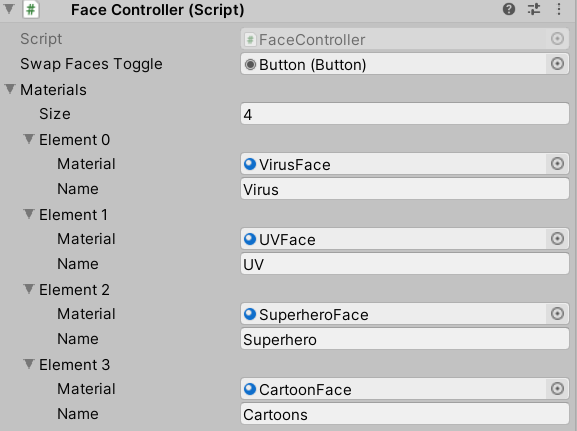 Face Controller (Script)
Script FaceController
Swap Faces Toggle Button (Button)
Materials
Size 4
Element 0
Material VirusFace
Name Virus
Element 1
Material UVFace
Name UV
Element 2
Material SuperheroFace
Name Superhero
Element 3
Material CartoonFace
Name Cartoons